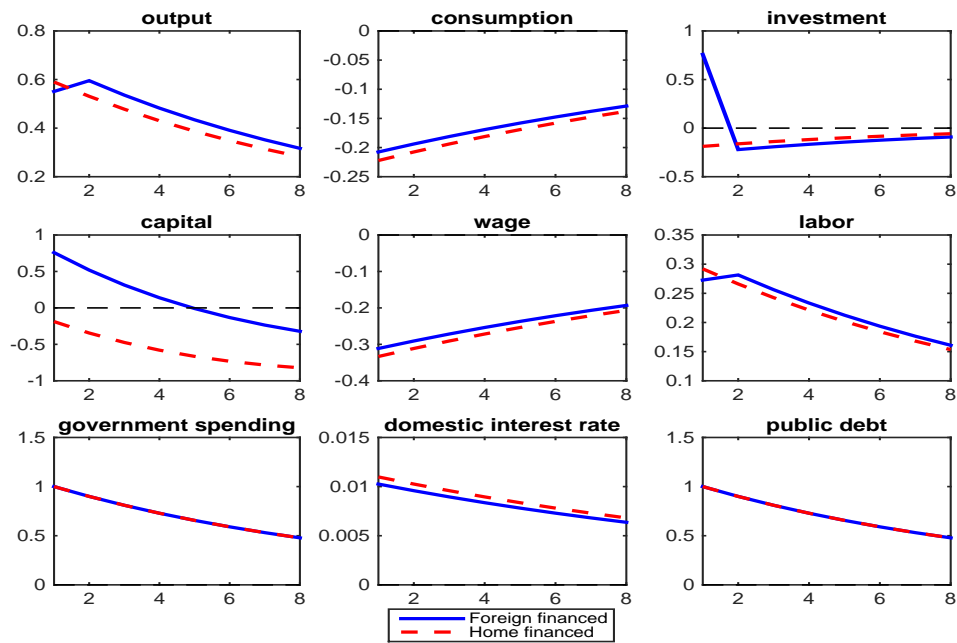 output consumption investment
0.8 0 1
-0.05
0.6 0.5
-0.1
-0.15
0.4 0
-0.2
0.2 -0.25 -0.5
2 4 6 8 2 4 6 8 2 4 6 8
capital wage labor
1 0 0.35
0.5 -0.1 0.3
0.25
0 -0.2
0.2
-0.5 -0.3
0.15
-1 -0.4 0.1
2 4 6 8 2 4 6 8 2 4 6 8
government spending domestic interest rate public debt
1.5 0.015 1.5
1 0.01 1
0.5 0.005 0.5
0 0 0
2 4 6 8 2 4 6 8 2 4 6 8
Foreign financed
Home financed